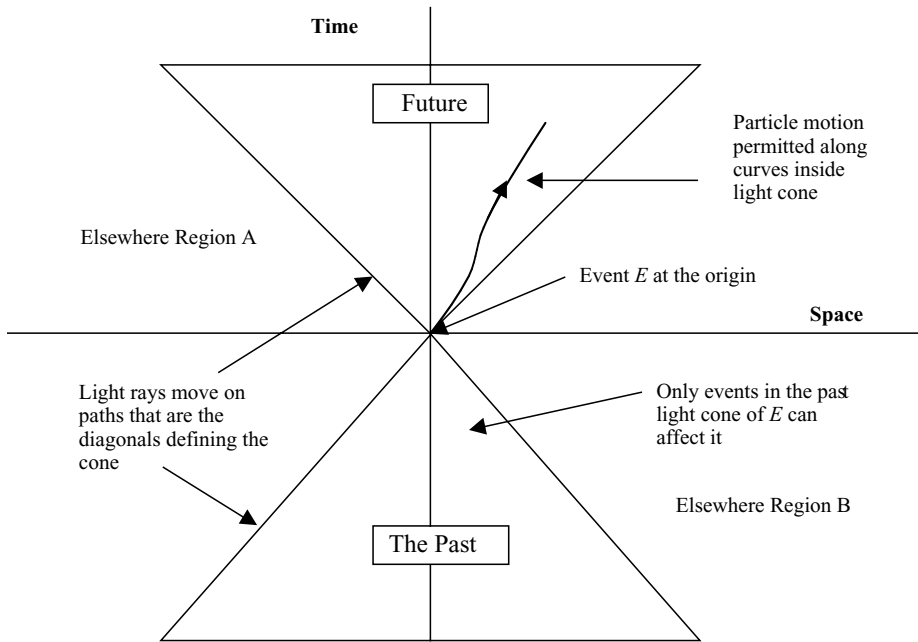 Time
Future
Particle motion
permitted along
curves inside
light cone
Elsewhere Region A
Event E at the origin
Space
Light rays move on
paths that are the
diagonals defining the
cone
Only events in the past
light cone of E can
affect it
Elsewhere Region B
The Past